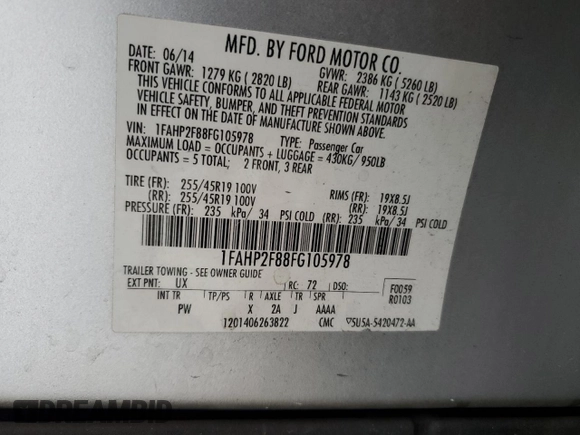 MFD. BY FORD MOTOR CO.
DATE: 06/14 GVWR: 2386 KG ( 5260 LB)
FRONT GAWR: 1279 KG ( 2820 LB) REAR GAWR: 1143 KG ( 2520 LB)
THIS VEHICLE CONFORMS TO ALL APPLICABLE FEDERAL MOTOR
VEHICLE SAFETY, BUMPER, AND THEFT PREVENTION STANDARDS
IN EFFECT ON THE DATE OF MANUFACTURE SHOWN ABOVE.
VIN: 1FAHP2F88FG105978 TYPE: Passenger Car
MAXIMUM LOAD = OCCUPANTS + LUGGAGE = 430KG/ 950LB
OCCUPANTS = 5 TOTAL; 2 FRONT, 3 REAR
TIRE (FR): 255/45R19 100V RIMS (FR): 19X8.5J
(RR): 255/45R19 100V (RR): 19X8.5J
PRESSURE (FR): 235 kPa/ 34 PSI COLD (RR): 235 kPa/ 34 PSI COLD
1FAHP2F88FG105978
TRAILER TOWING - SEE OWNER GUIDE
EXT PNT: UX RC: 72 DSO: F0059
R0103
INT TR TP/PS R AXLE TR SPR
PW X 2A J AAAA
1201406263822 CMC 5U5A-5420472-AA
DREAMBID